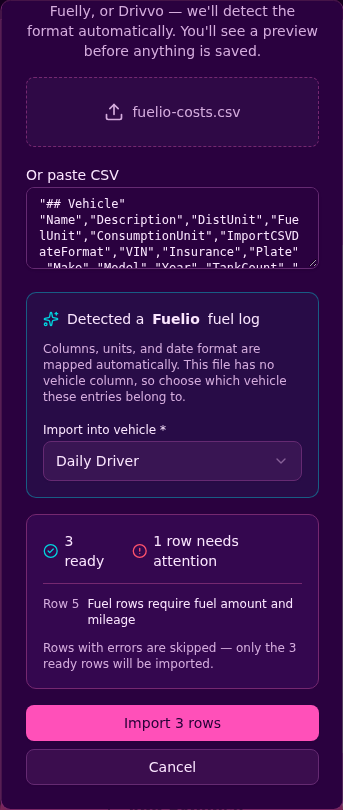 Fuelly, or Drivvo — we'll detect the
format automatically. You'll see a preview
before anything is saved.
fuelio-costs.csv
Or paste CSV
"## Vehicle"
"Name","Description","DistUnit","Fue
lUnit","ConsumptionUnit","ImportCSVD
ateFormat","VIN","Insurance","Plate"
,"Make","Model","Year","TankCount","
Detected a Fuelio fuel log
Columns, units, and date format are
mapped automatically. This file has no
vehicle column, so choose which vehicle
these entries belong to.
Import into vehicle *
Daily Driver
3
ready
1 row needs
attention
Row 5 Fuel rows require fuel amount and
mileage
Rows with errors are skipped — only the 3
ready rows will be imported.
Import 3 rows
Cancel